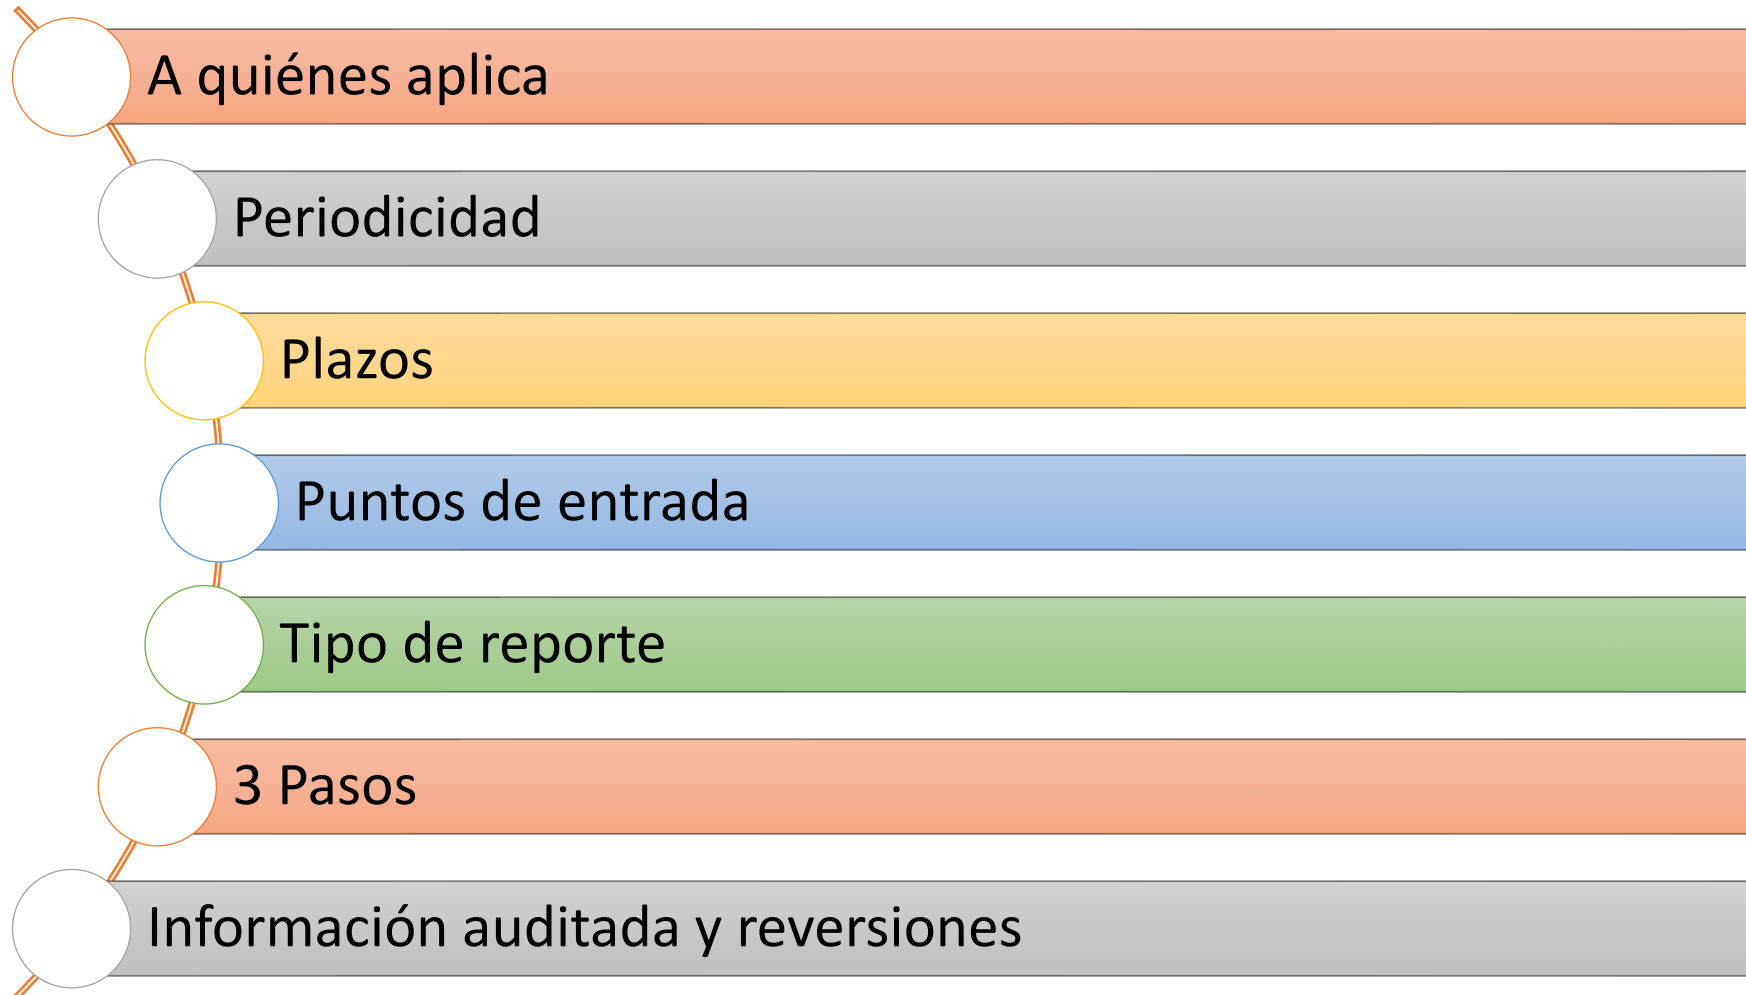 A quiénes aplica
Periodicidad
Plazos
Puntos de entrada
Tipo de reporte
3 Pasos
Información auditada y reversiones